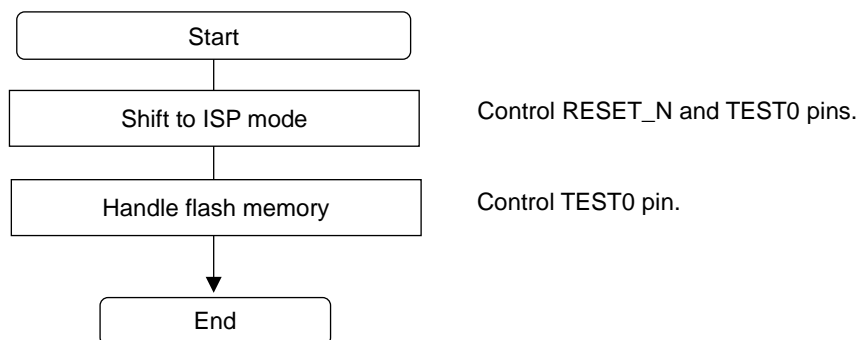 Start
Shift to ISP mode
Control RESET_N and TEST0 pins.
Handle flash memory
Control TEST0 pin.
End